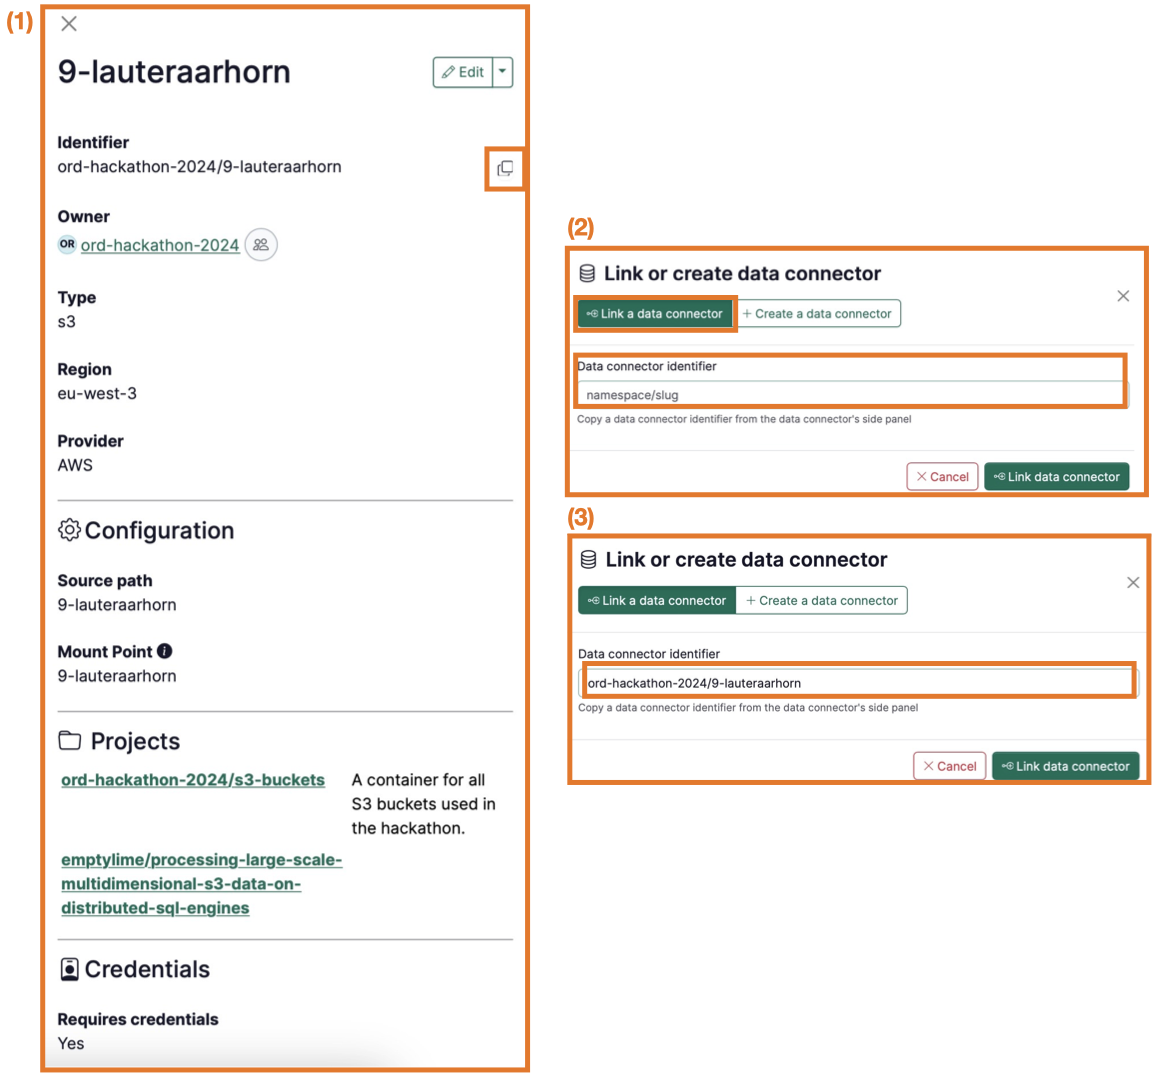 (1)
9-lauteraarhorn
Edit
Identifier
ord-hackathon-2024/9-lauteraarhorn
Owner
OR ord-hackathon-2024
Type
s3
Region
eu-west-3
Provider
AWS
Configuration
Source path
9-lauteraarhorn
Mount Point
9-lauteraarhorn
Projects
ord-hackathon-2024/s3-buckets
A container for all
S3 buckets used in
the hackathon.
emptylime/processing-large-scale-
multidimensional-s3-data-on-
distributed-sql-engines
Credentials
Requires credentials
Yes
(2)
Link or create data connector
Link a data connector + Create a data connector
Data connector identifier
namespace/slug
Copy a data connector identifier from the data connector's side panel
Cancel Link data connector
(3)
Link or create data connector
Link a data connector + Create a data connector
Data connector identifier
ord-hackathon-2024/9-lauteraarhorn
Copy a data connector identifier from the data connector's side panel
Cancel Link data connector